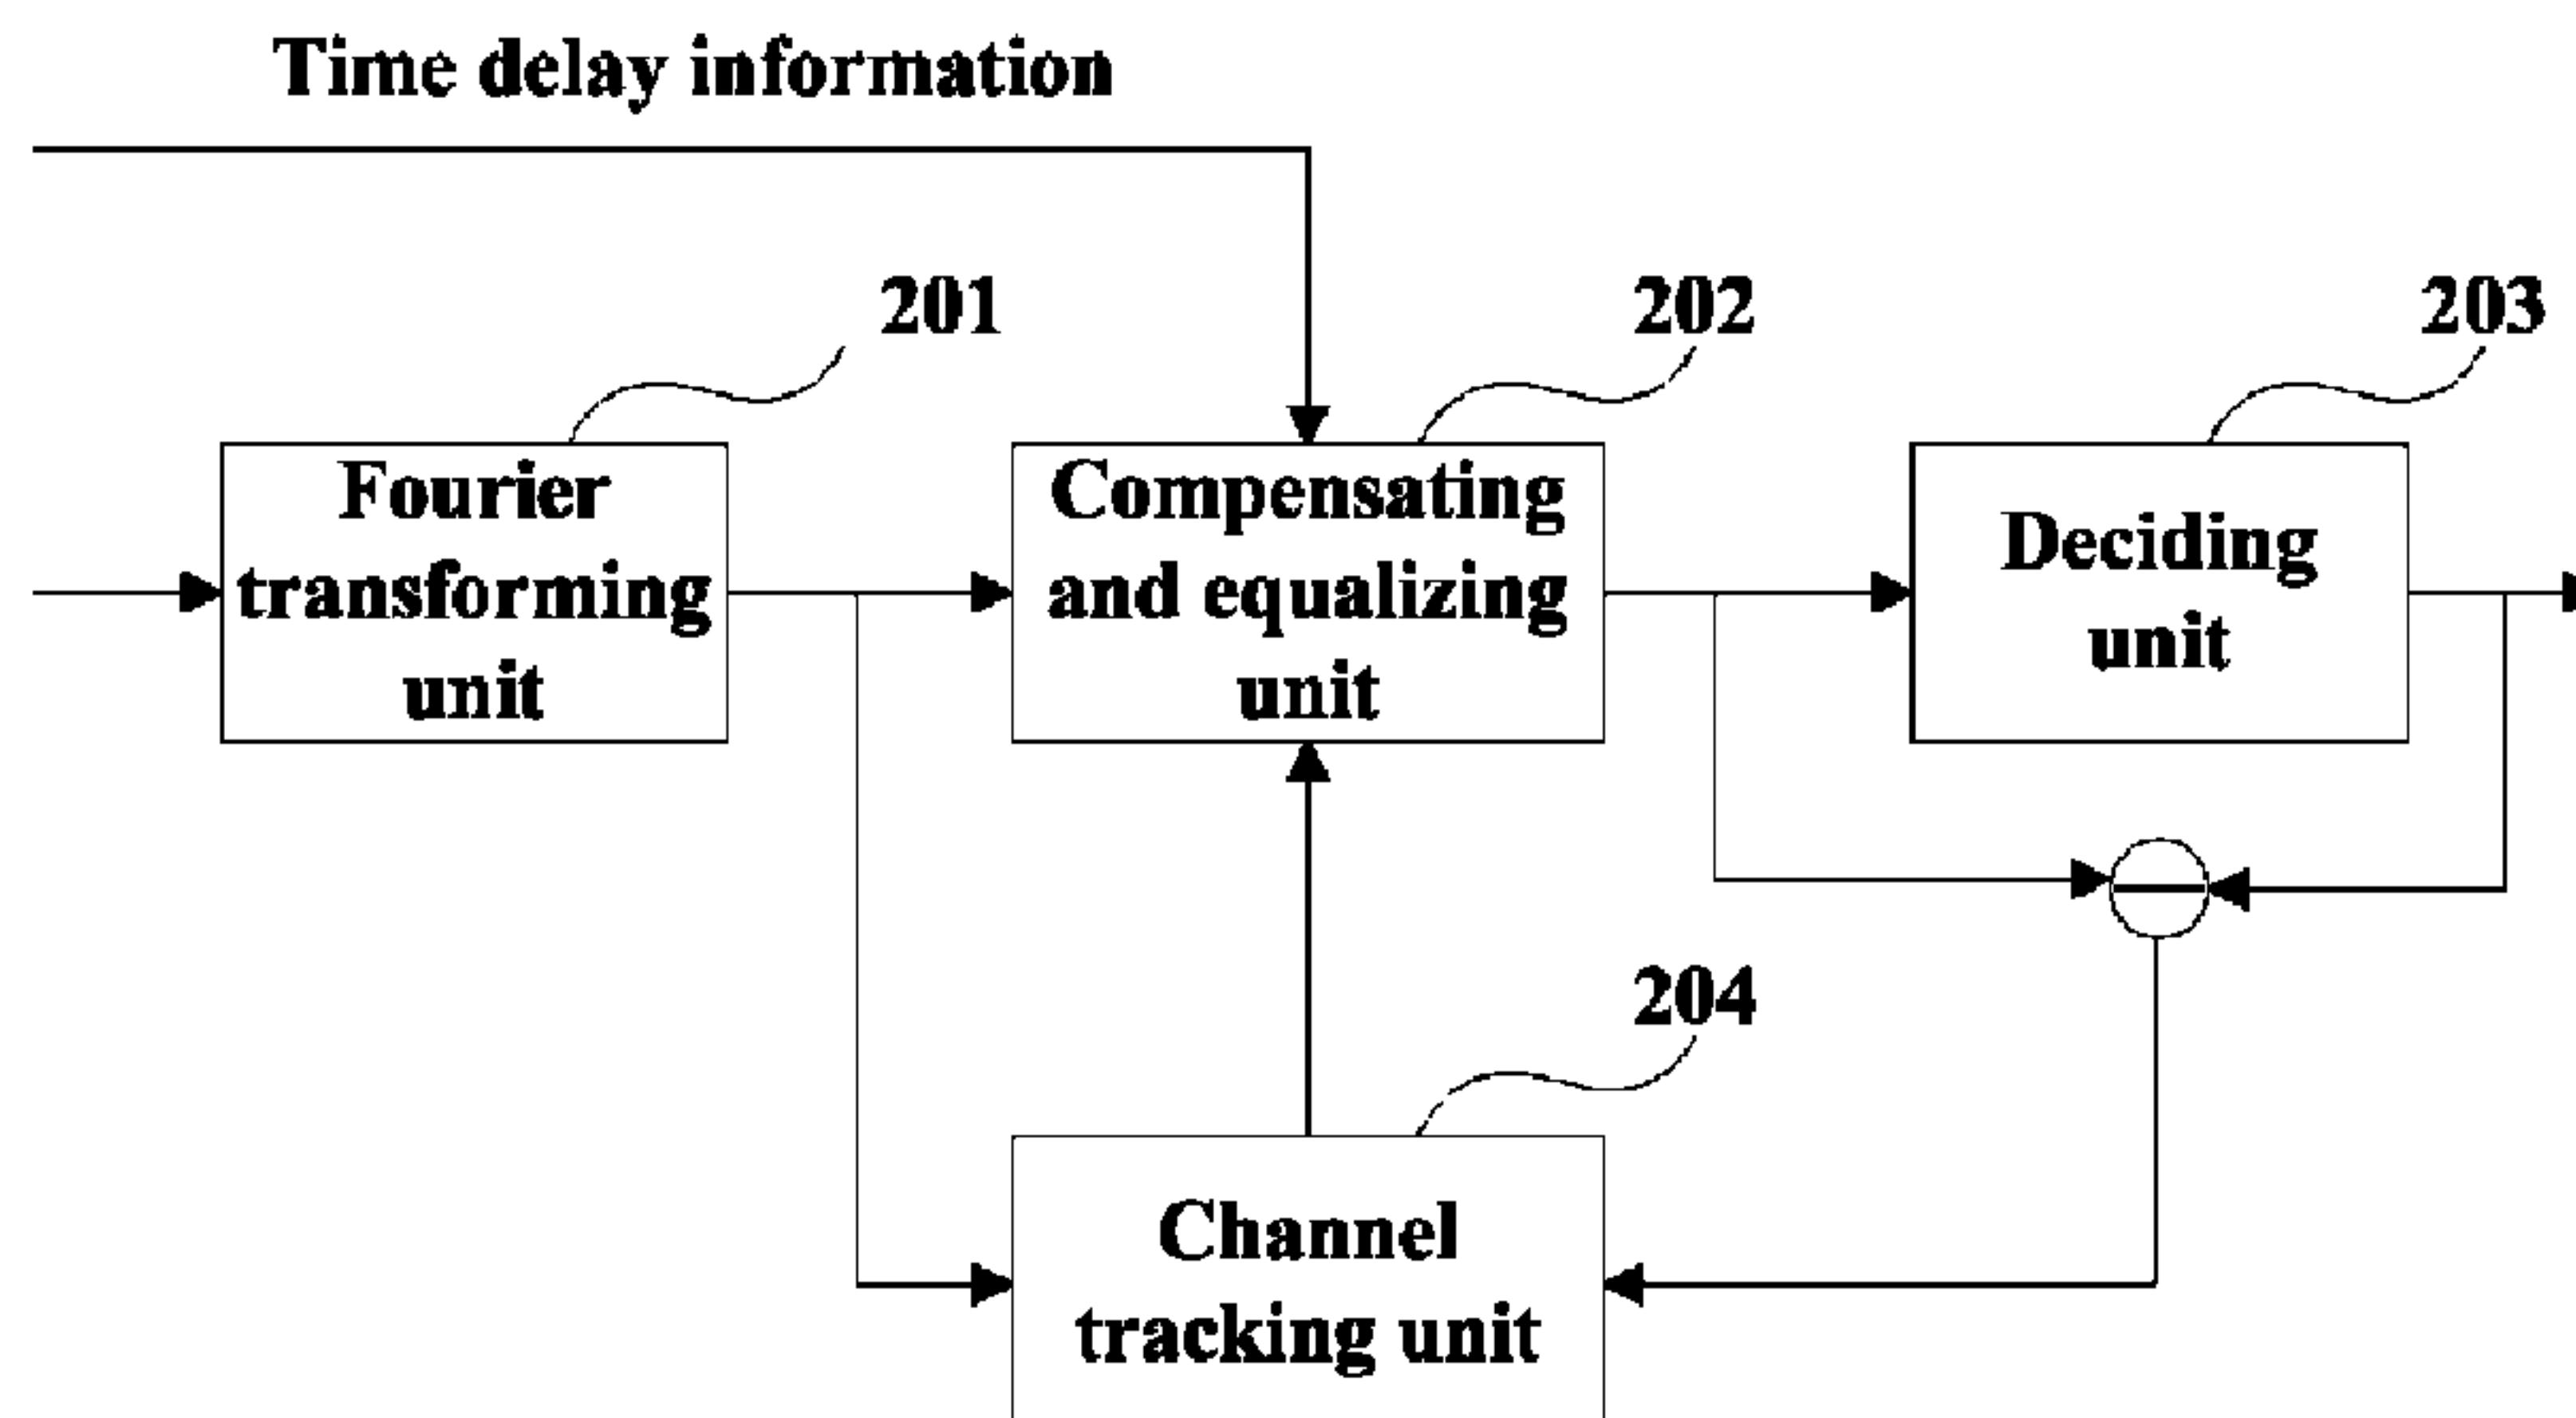 Time delay information
201
202
203
Fourier
transforming
unit
Compensating
and equalizing
unit
Deciding
unit
204
Channel
tracking unit